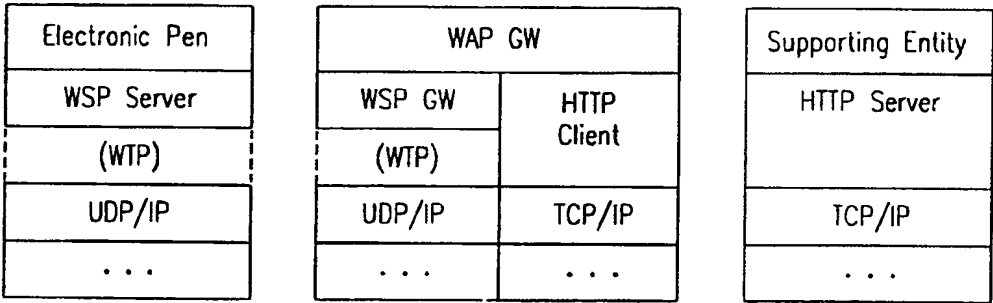 Electronic Pen
WSP Server
(WTP)
UDP/IP
. . .
WAP GW
WSP GW
(WTP)
UDP/IP
. . .
HTTP
Client
TCP/IP
. . .
Supporting Entity
HTTP Server
TCP/IP
. . .